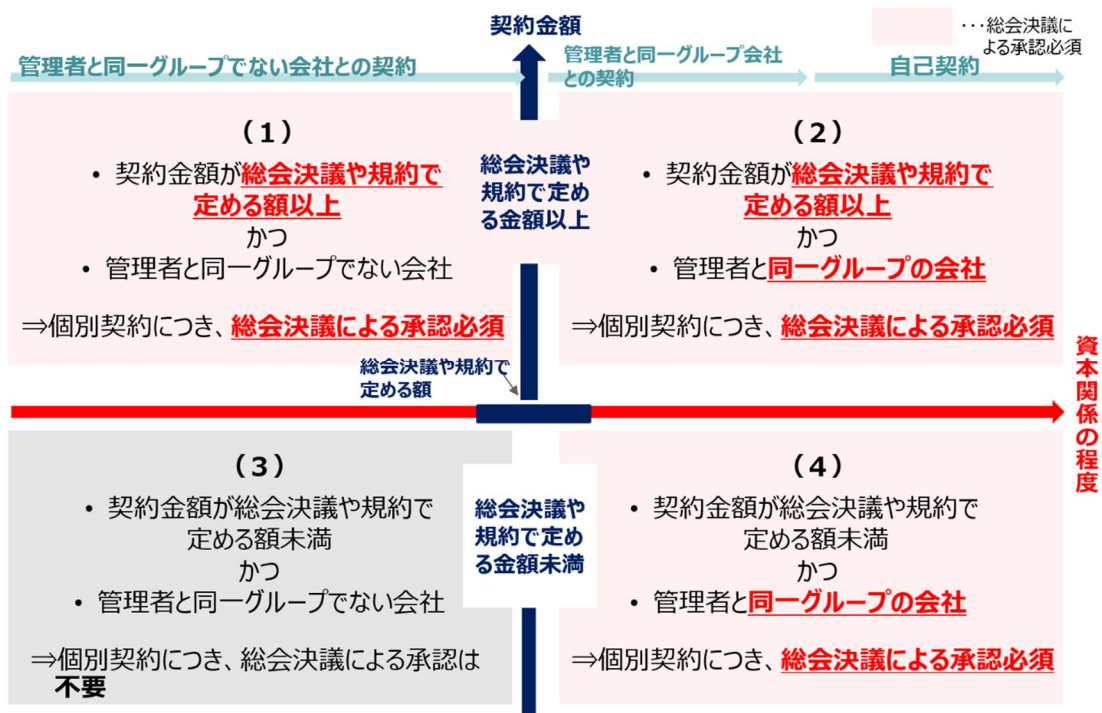 契約金額
・・・総会決議に
よる承認必須
管理者と同一グループでない会社との契約
管理者と同一グループ会社
との契約
自己契約
（1）
• 契約金額が総会決議や規約で
定める額以上
かつ
• 管理者と同一グループでない会社
⇒個別契約につき、総会決議による承認必須
総会決議や
規約で定め
る金額以上
（2）
• 契約金額が総会決議や規約で
定める額以上
かつ
• 管理者と同一グループの会社
⇒個別契約につき、総会決議による承認必須
総会決議や規約で
定める額
資本関係の程度
（3）
• 契約金額が総会決議や規約で
定める額未満
かつ
• 管理者と同一グループでない会社
⇒個別契約につき、総会決議による承認は
不要
総会決議や
規約で定め
る金額未満
（4）
• 契約金額が総会決議や規約で
定める額未満
かつ
• 管理者と同一グループの会社
⇒個別契約につき、総会決議による承認必須